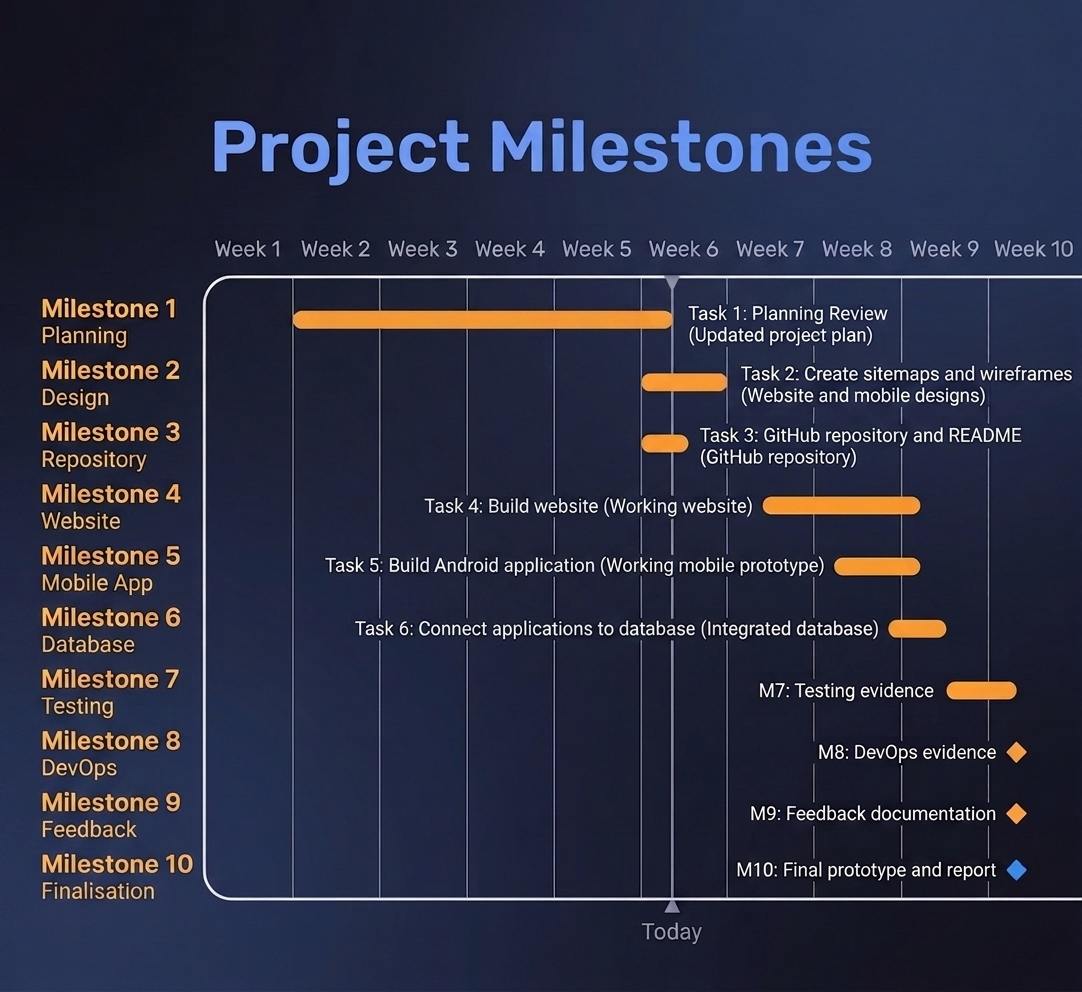 Project Milestones
Week 1 Week 2 Week 3 Week 4 Week 5 Week 6 Week 7 Week 8 Week 9 Week 10
Milestone 1
Planning
Task 1: Planning Review
(Updated project plan)
Milestone 2
Design
Task 2: Create sitemaps and wireframes
(Website and mobile designs)
Milestone 3
Repository
Task 3: GitHub repository and README
(GitHub repository)
Milestone 4
Website
Task 4: Build website (Working website)
Milestone 5
Mobile App
Task 5: Build Android application (Working mobile prototype)
Milestone 6
Database
Task 6: Connect applications to database (Integrated database)
Milestone 7
Testing
M7: Testing evidence
Milestone 8
DevOps
M8: DevOps evidence
Milestone 9
Feedback
M9: Feedback documentation
Milestone 10
Finalisation
M10: Final prototype and report
Today